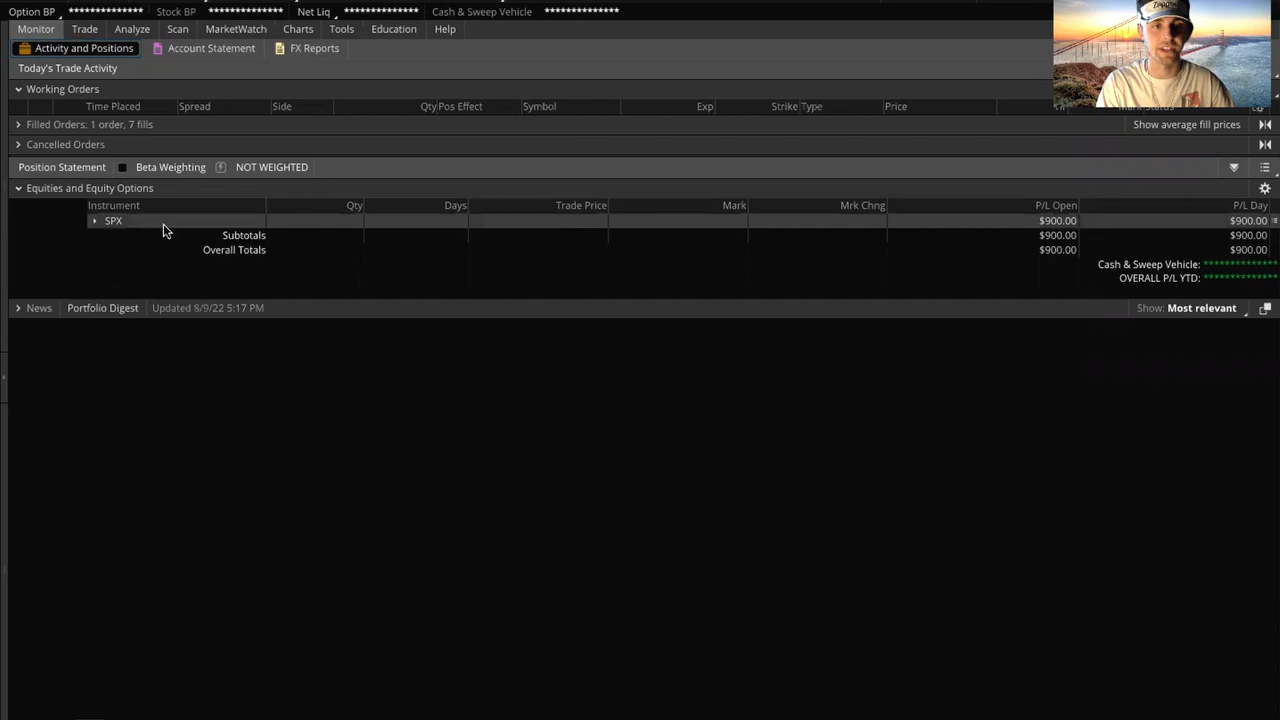 Option BP ************** Stock BP ************** Net Liq ************** Cash & Sweep Vehicle **************
Monitor Trade Analyze Scan MarketWatch Charts Tools Education Help
Activity and Positions Account Statement FX Reports
Today's Trade Activity
Working Orders
Time Placed Spread Side Qty Pos Effect Symbol Exp Strike Type Price Mark Status
Filled Orders: 1 order, 7 fills Show average fill prices
Cancelled Orders
Position Statement Beta Weighting NOT WEIGHTED
Equities and Equity Options
Instrument Qty Days Trade Price Mark Mrk Chng P/L Open P/L Day
SPX $900.00 $900.00
Subtotals $900.00 $900.00
Overall Totals $900.00 $900.00
Cash & Sweep Vehicle: **************
OVERALL P/L YTD: **************
News Portfolio Digest Updated 8/9/22 5:17 PM Show: Most relevant